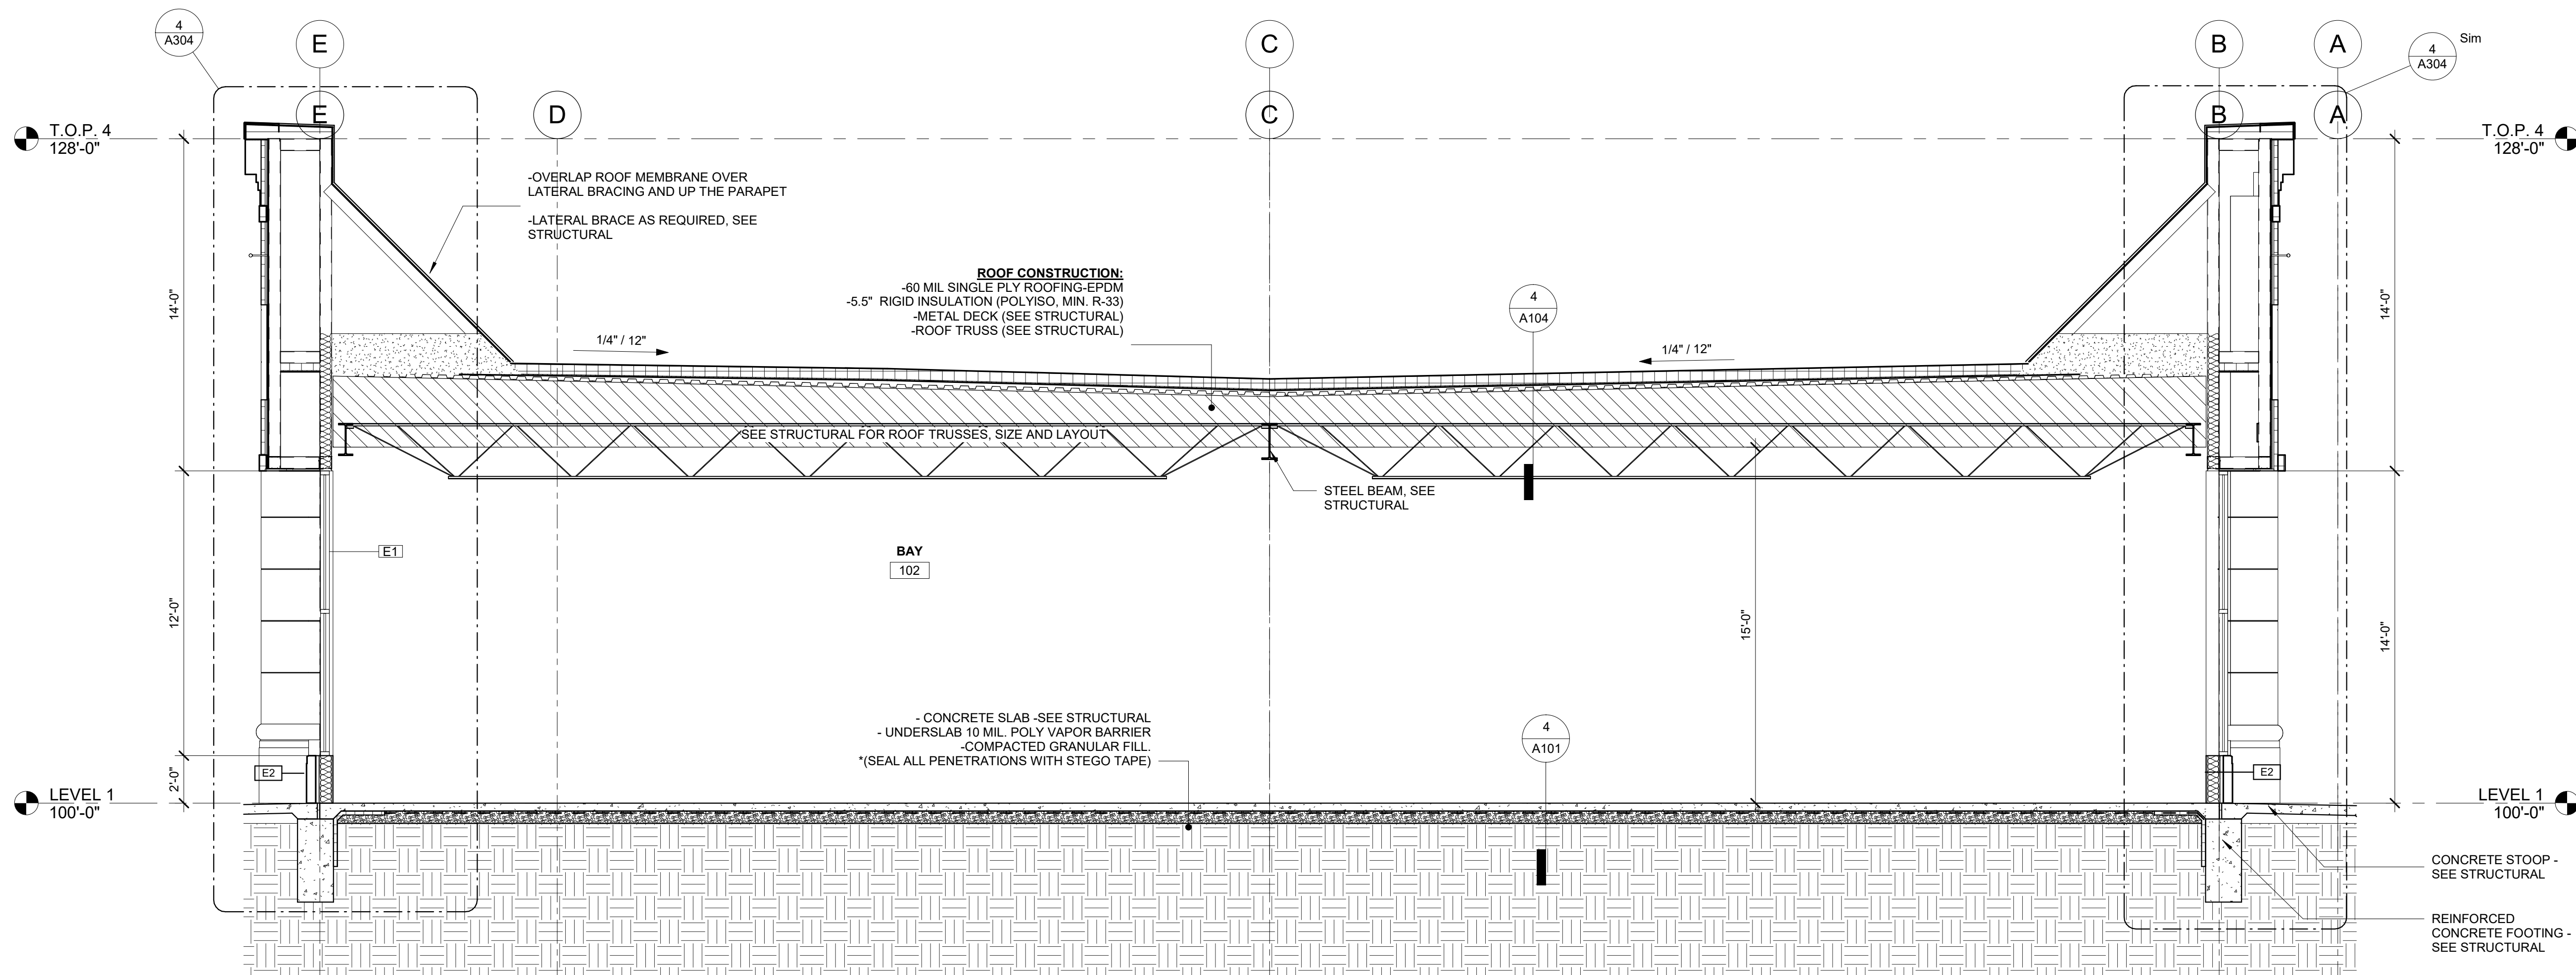 4
A304
E
C
B
A
4
A304
Sim
E
D
C
B
A
T.O.P. 4
128'-0"
T.O.P. 4
128'-0"
-OVERLAP ROOF MEMBRANE OVER
LATERAL BRACING AND UP THE PARAPET
-LATERAL BRACE AS REQUIRED, SEE
STRUCTURAL
ROOF CONSTRUCTION:
-60 MIL SINGLE PLY ROOFING-EPDM
-5.5" RIGID INSULATION (POLYISO, MIN. R-33)
-METAL DECK (SEE STRUCTURAL)
-ROOF TRUSS (SEE STRUCTURAL)
4
A104
14'-0"
14'-0"
1/4" / 12"
1/4" / 12"
SEE STRUCTURAL FOR ROOF TRUSSES, SIZE AND LAYOUT
STEEL BEAM, SEE
STRUCTURAL
E1
BAY
102
12'-0"
15'-0"
14'-0"
- CONCRETE SLAB -SEE STRUCTURAL
- UNDERSLAB 10 MIL. POLY VAPOR BARRIER
-COMPACTED GRANULAR FILL.
*(SEAL ALL PENETRATIONS WITH STEGO TAPE)
4
A101
2'-0"
E2
E2
LEVEL 1
100'-0"
LEVEL 1
100'-0"
CONCRETE STOOP -
SEE STRUCTURAL
REINFORCED
CONCRETE FOOTING -
SEE STRUCTURAL